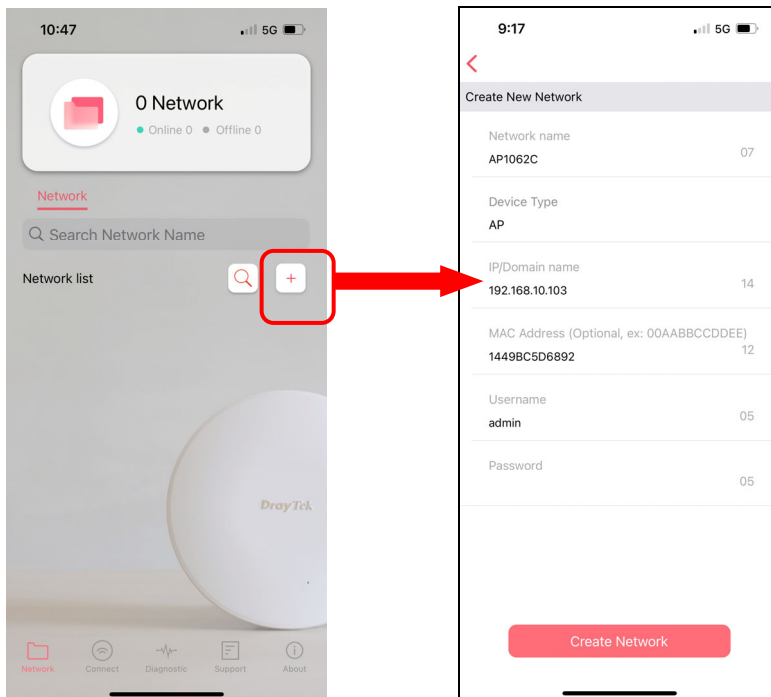 10:47
5G
0 Network
Online 0 Offline 0
Network
Search Network Name
Network list
+
DrayTek
Network Connect Diagnostic Support About
9:17
5G
Create New Network
Network name
AP1062C 07
Device Type
AP
IP/Domain name
192.168.10.103 14
MAC Address (Optional, ex: 00AABBCCDDEE)
1449BC5D6892 12
Username
admin 05
Password
05
Create Network